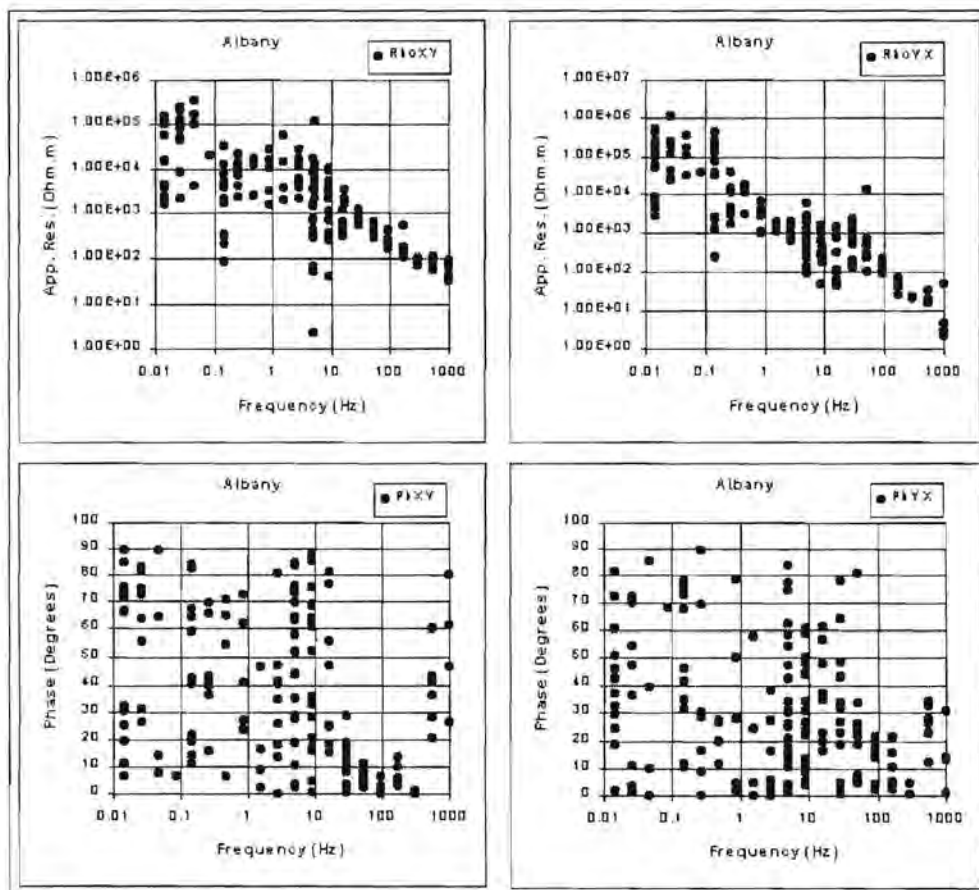 Albany
RhoXY
1.00E+06
1.00E+05
1.00E+04
1.00E+03
1.00E+02
1.00E+01
1.00E+00
App. Res. (Ohm.m)
0.01 0.1 1 10 100 1000
Frequency (Hz)
Albany
RhoYX
1.00E+07
1.00E+06
1.00E+05
1.00E+04
1.00E+03
1.00E+02
1.00E+01
1.00E+00
App. Res. (Ohm.m)
0.01 0.1 1 10 100 1000
Frequency (Hz)
Albany
PhXY
100
90
80
70
60
50
40
30
20
10
0
Phase (Degrees)
0.01 0.1 1 10 100 1000
Frequency (Hz)
Albany
PhYX
100
90
80
70
60
50
40
30
20
10
0
Phase (Degrees)
0.01 0.1 1 10 100 1000
Frequency (Hz)